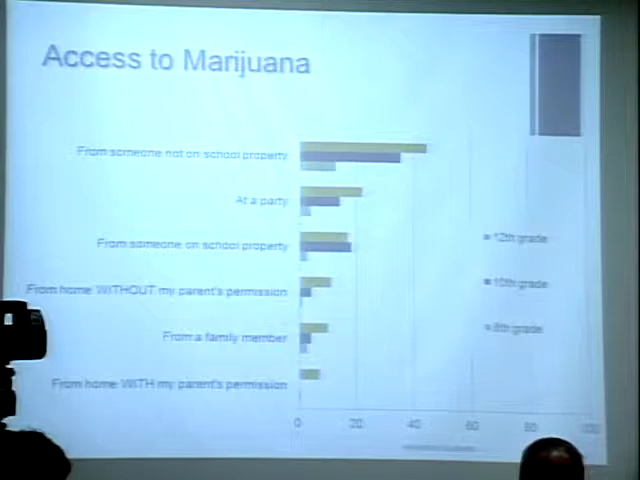 Access to Marijuana
From someone not on school property
At a party
From someone on school property
From home WITHOUT my parent's permission
From a family member
From home WITH my parent's permission
12th grade
10th grade
8th grade
0 20 40 60 80 100